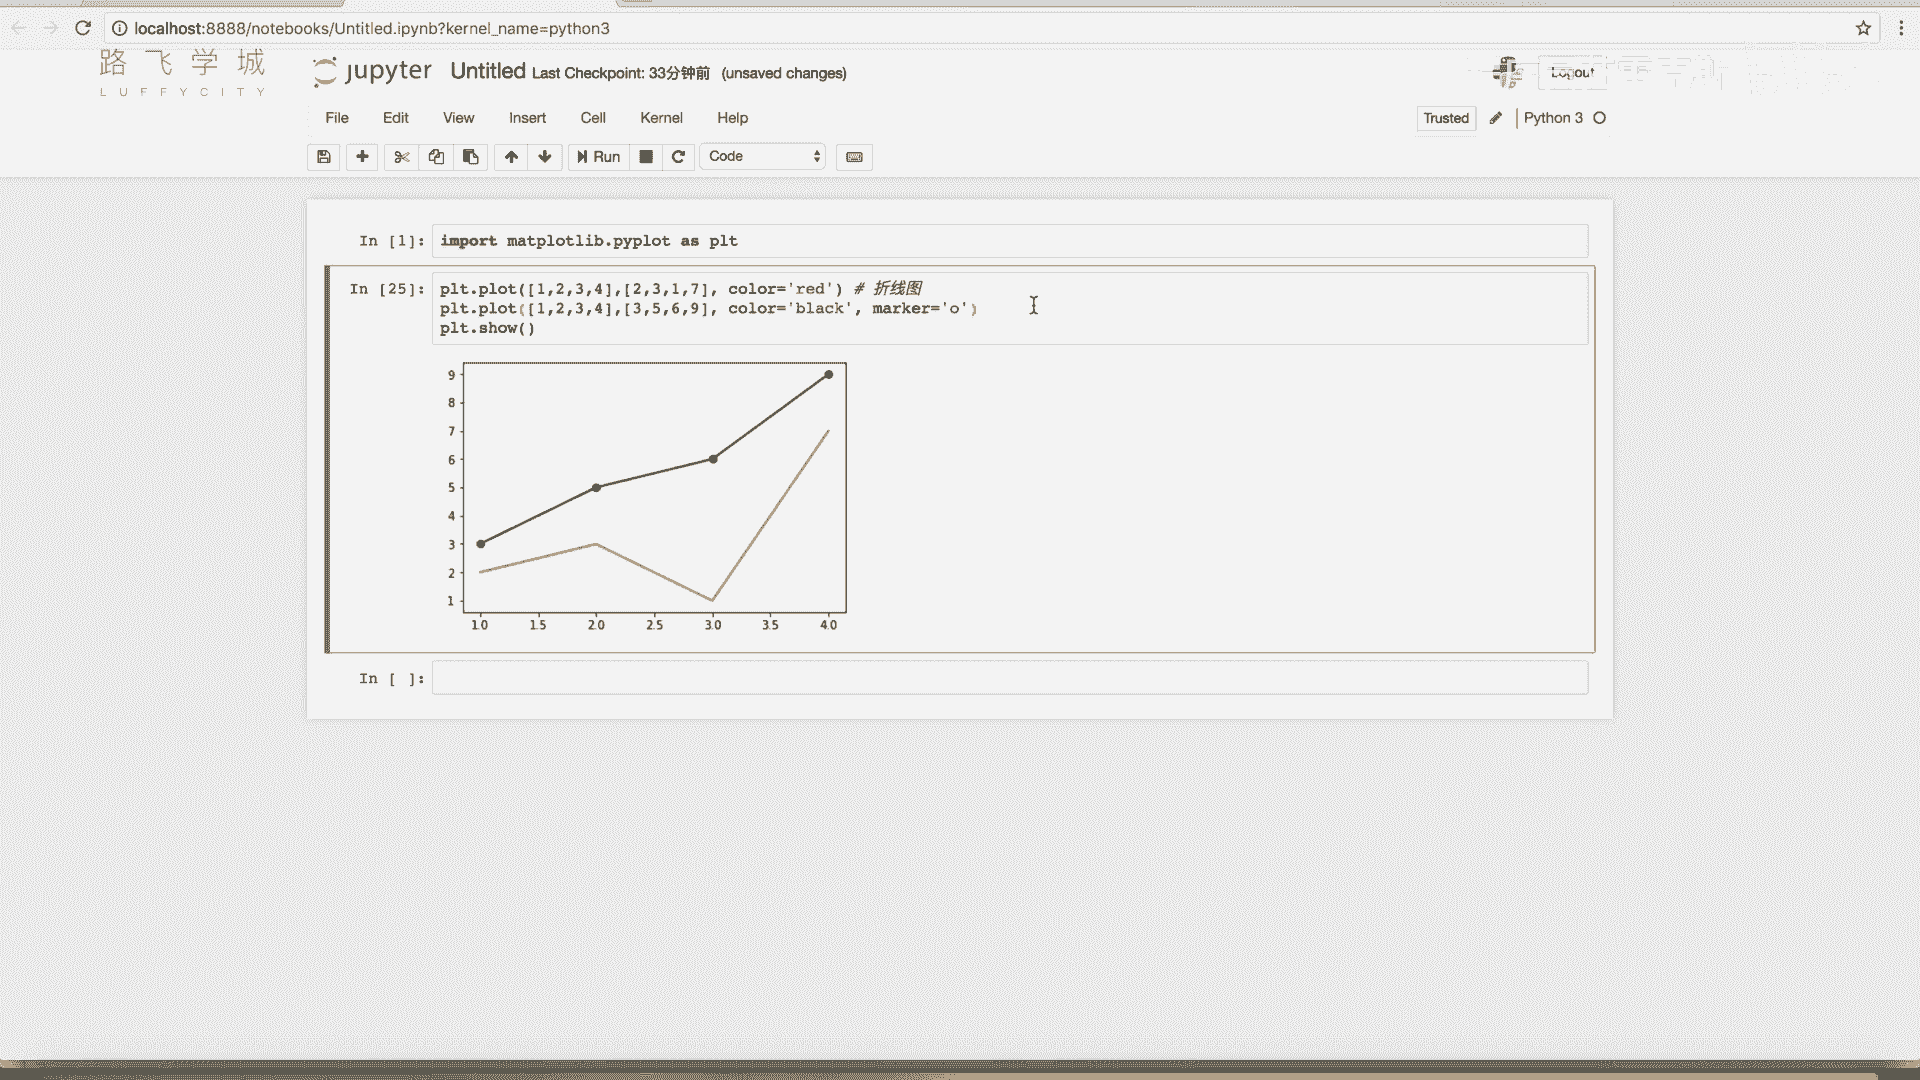 localhost:8888/notebooks/Untitled.ipynb?kernel_name=python3
路飞学城
LUFFYCITY
jupyter Untitled Last Checkpoint: 33分钟前 (unsaved changes)
Logout
File Edit View Insert Cell Kernel Help
Trusted Python 3
Run Code
In [1]: import matplotlib.pyplot as plt
In [25]: plt.plot([1,2,3,4],[2,3,1,7], color='red') # 折线图
plt.plot([1,2,3,4],[3,5,6,9], color='black', marker='o')
plt.show()
9
8
7
6
5
4
3
2
1
1.0 1.5 2.0 2.5 3.0 3.5 4.0
In [ ]: